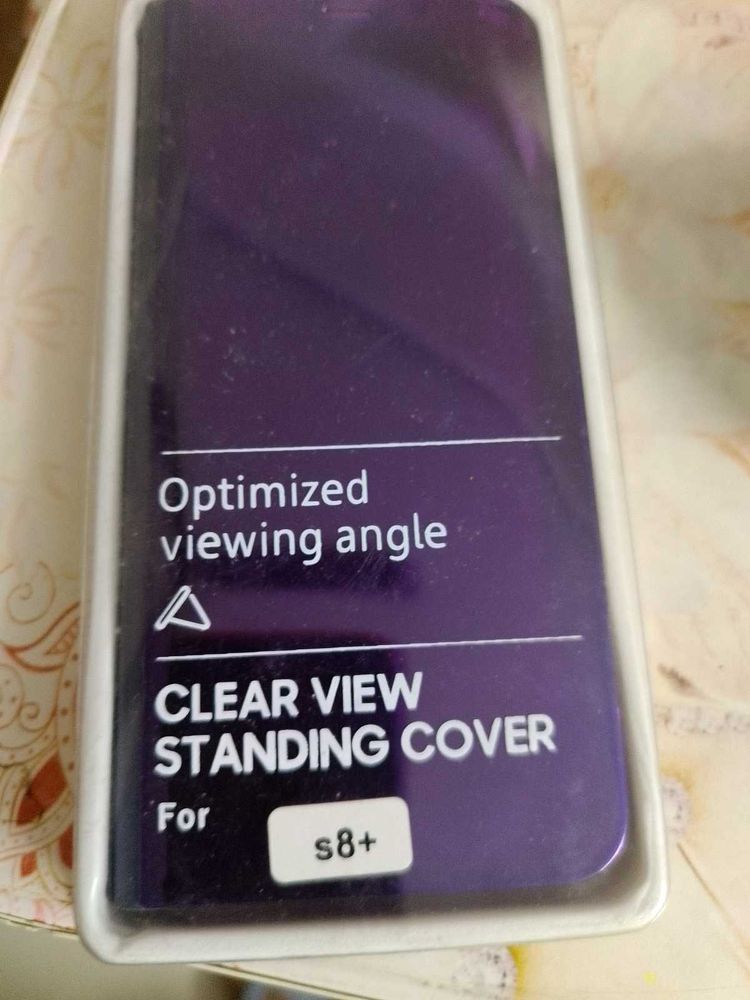 Optimized
viewing angle
CLEAR VIEW
STANDING COVER
For
s8+